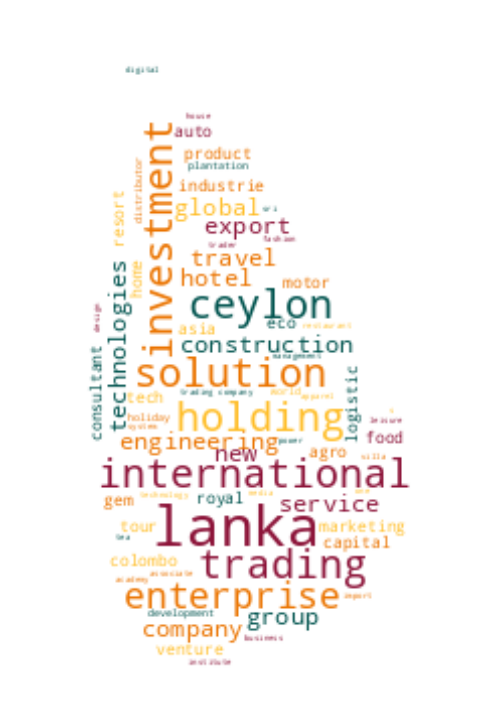 digital
house
auto
investment
product
plantation
distributor
industrie
resort
global
sri
export
fashion
trader
travel
home
technologies
hotel
motor
ceylon
design
asia
eco
restaurant
construction
consultant
management
solution
logistic
tech
trading company
world
apparel
holding
holiday
system
leisure
engineering
power
food
new
agro
villa
international
gem
technology
royal
media
service
lanka
tour
tea
marketing
capital
colombo
trading
associate
academy
enterprise
import
development
group
company
business
venture
institute